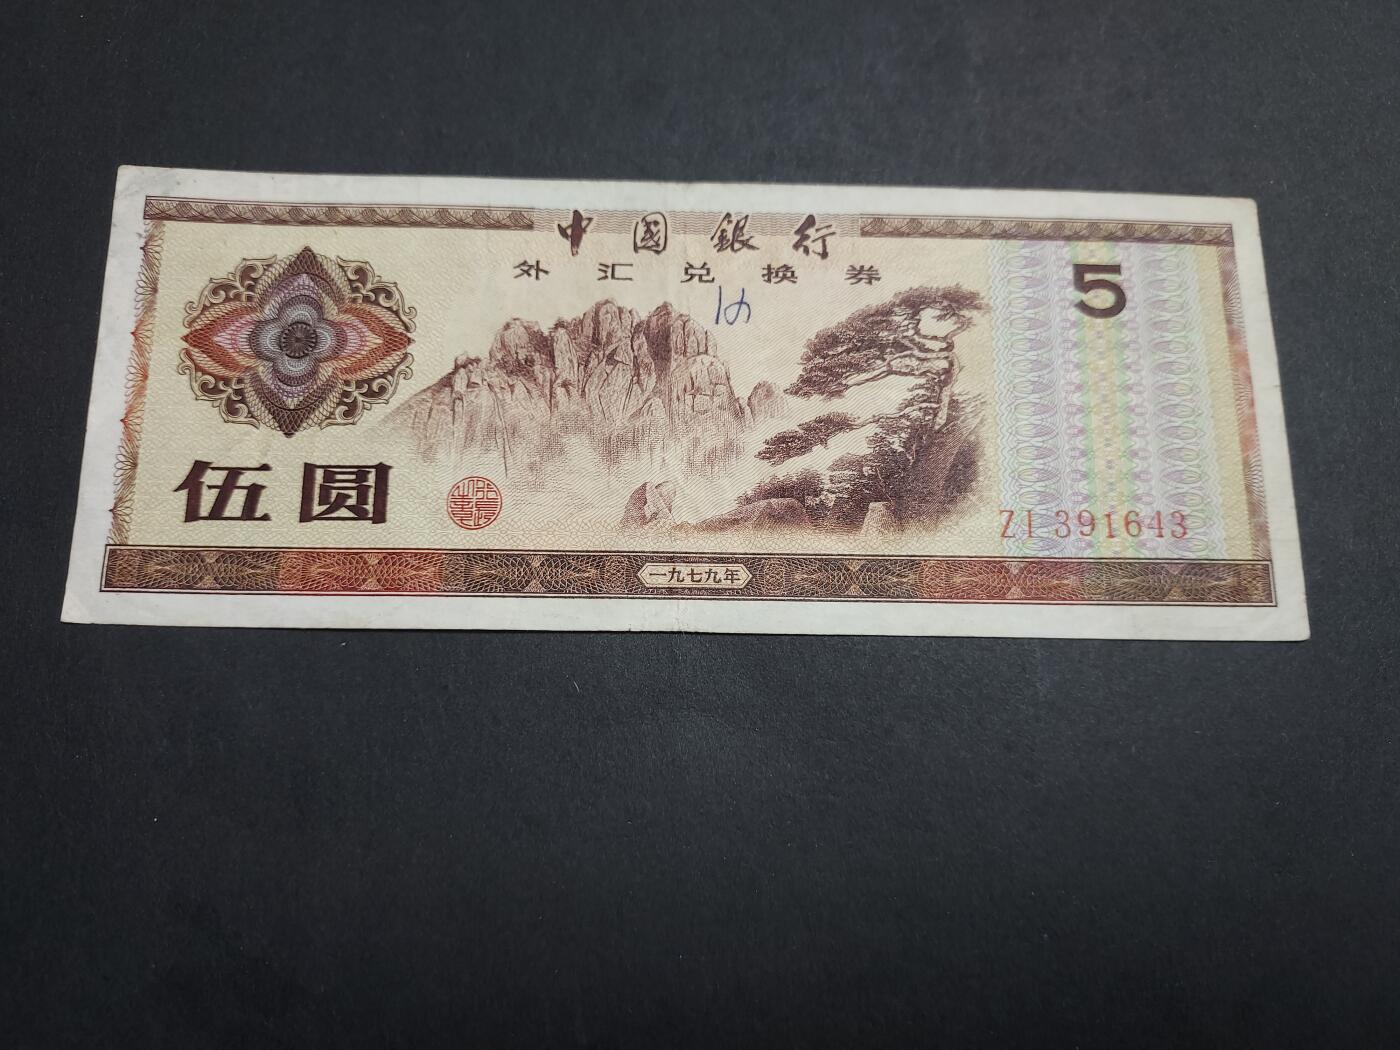 中國銀行
外汇兑换券
5
伍圆
ZI 391643
一九七九年